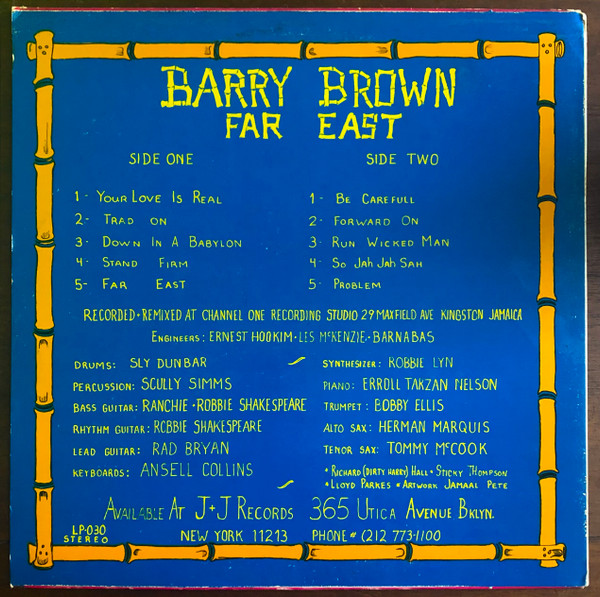 BARRY BROWN
FAR EAST
SIDE ONE
1- Your Love Is Real
2- Trad on
3- Down In A Babylon
4- Stand Firm
5- Far East
SIDE TWO
1- Be Carefull
2- Forward On
3- Run Wicked Man
4- So Jah Jah Sah
5- Problem
RECORDED • REMIXED AT CHANNEL ONE RECORDING STUDIO 29 MAXFIELD AVE KINGSTON JAMAICA
ENGINEERS: ERNEST HOOKIM • LES McKENZIE • BARNABAS
DRUMS: SLY DUNBAR
PERCUSSION: SCULLY SIMMS
BASS GUITAR: RANCHIE • ROBBIE SHAKESPEARE
RHYTHM GUITAR: ROBBIE SHAKESPEARE
LEAD GUITAR: RAD BRYAN
KEYBOARDS: ANSELL COLLINS
SYNTHESIZER: ROBBIE LYN
PIANO: ERROLL TARZAN NELSON
TRUMPET: BOBBY ELLIS
ALTO SAX: HERMAN MARQUIS
TENOR SAX: TOMMY McCOOK
• RICHARD (DIRTY HARRY) HALL • STICKY THOMPSON
• LLOYD PARKES • ARTWORK JAMAAL PETE
AVAILABLE AT J+J RECORDS 365 UTICA AVENUE BKLYN.
NEW YORK 11213 PHONE# (212 773-1100
LP-030
STEREO